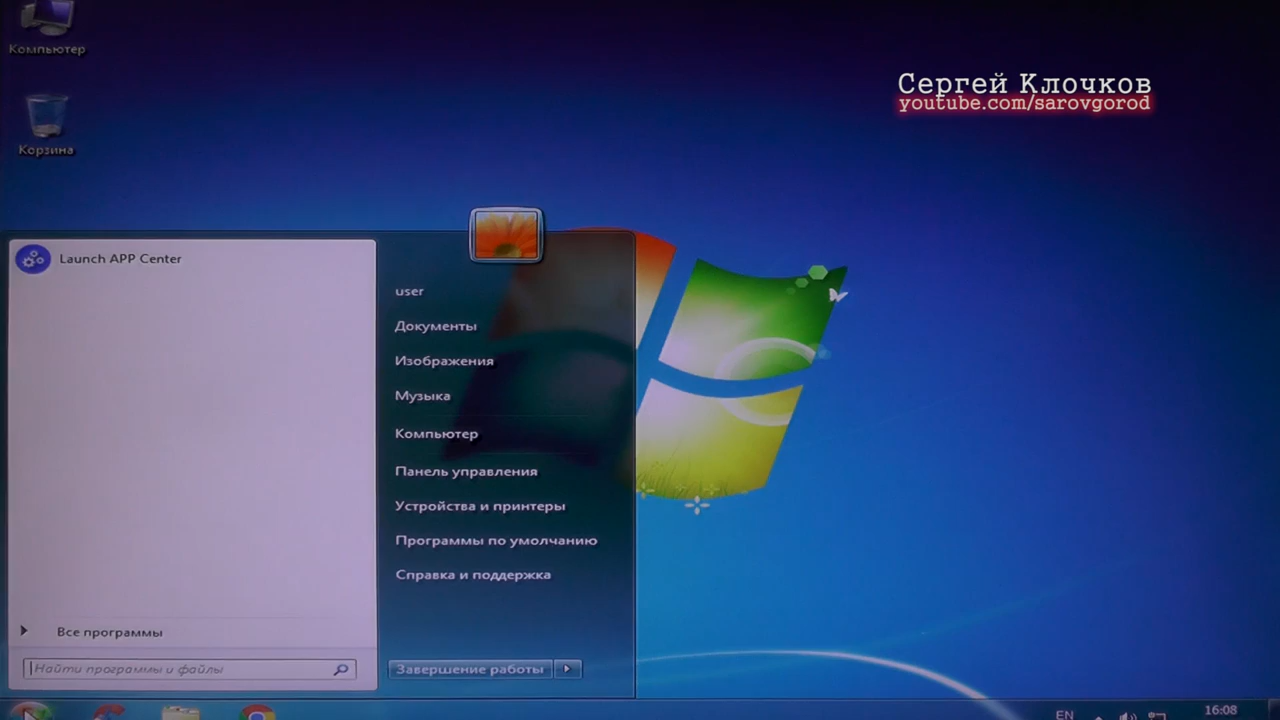 Компьютер
Сергей Клочков
youtube.com/sarovgorod
Корзина
Launch APP Center
user
Документы
Изображения
Музыка
Компьютер
Панель управления
Устройства и принтеры
Программы по умолчанию
Справка и поддержка
Все программы
Найти программы и файлы
Завершение работы
EN
16:08